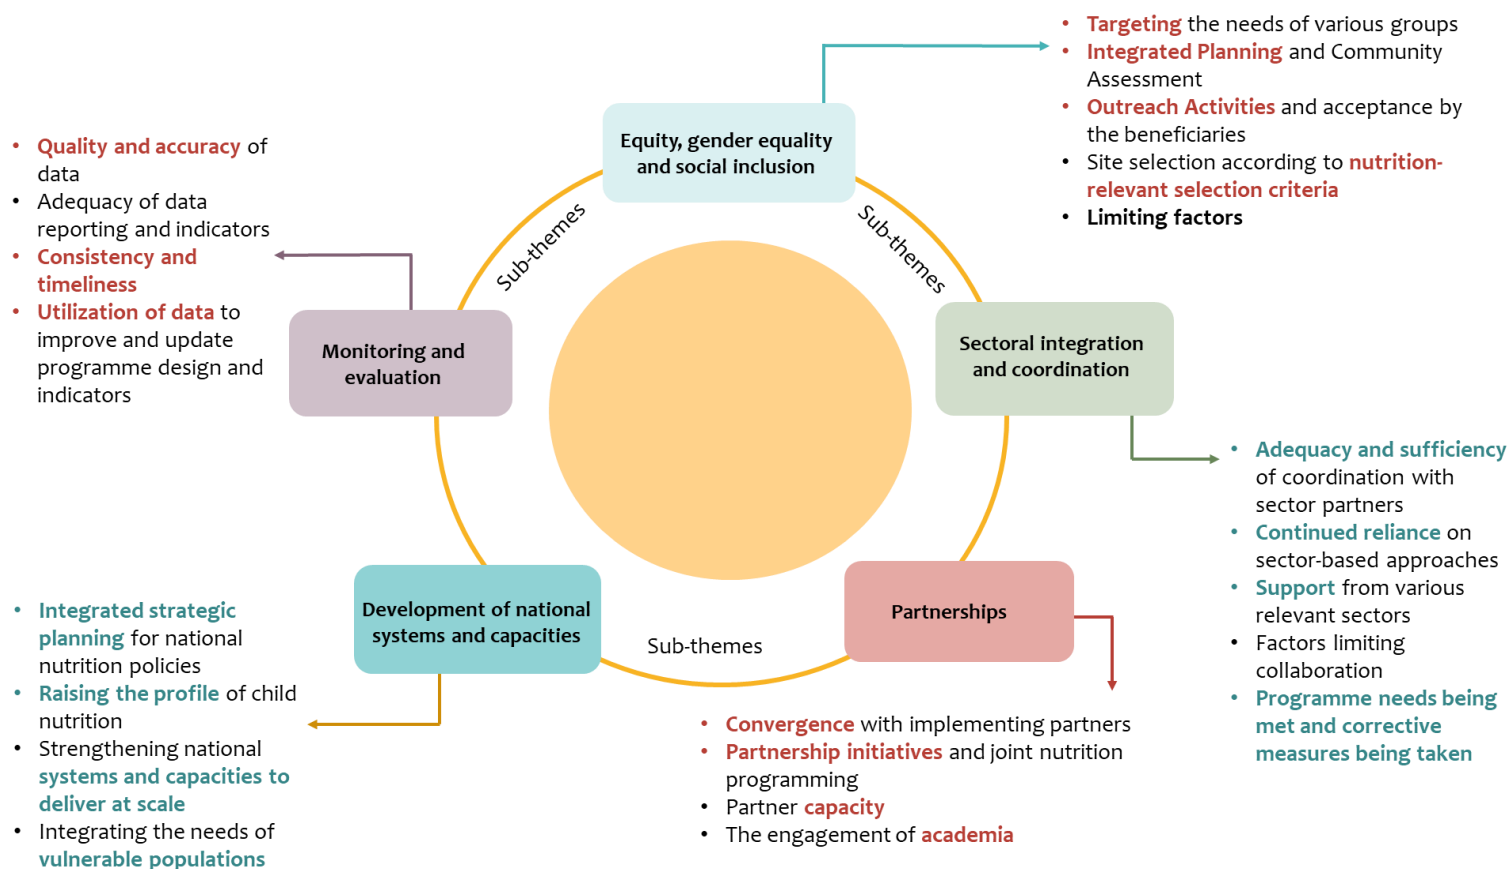 • Targeting the needs of various groups
• Integrated Planning and Community
Assessment
• Outreach Activities and acceptance by
the beneficiaries
• Site selection according to nutrition-
relevant selection criteria
• Limiting factors
Equity, gender equality
and social inclusion
• Quality and accuracy of
data
• Adequacy of data
reporting and indicators
• Consistency and
timeliness
• Utilization of data to
improve and update
programme design and
indicators
Sub-themes
Sub-themes
Monitoring and
evaluation
Sectoral integration
and coordination
• Adequacy and sufficiency
of coordination with
sector partners
• Continued reliance on
sector-based approaches
• Support from various
relevant sectors
• Factors limiting
collaboration
• Programme needs being
met and corrective
measures being taken
Development of national
systems and capacities
Sub-themes
Partnerships
• Integrated strategic
planning for national
nutrition policies
• Raising the profile of child
nutrition
• Strengthening national
systems and capacities to
deliver at scale
• Integrating the needs of
vulnerable populations
• Convergence with implementing partners
• Partnership initiatives and joint nutrition
programming
• Partner capacity
• The engagement of academia